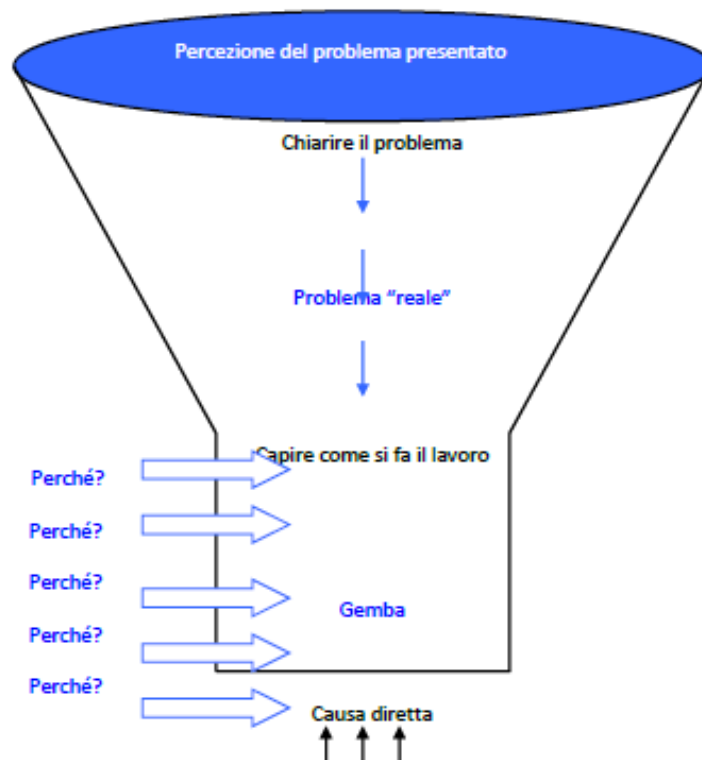 Percezione del problema presentato
Chiarire il problema
Problema “reale”
Capire come si fa il lavoro
Perché?
Perché?
Perché?
Gemba
Perché?
Perché?
Causa diretta